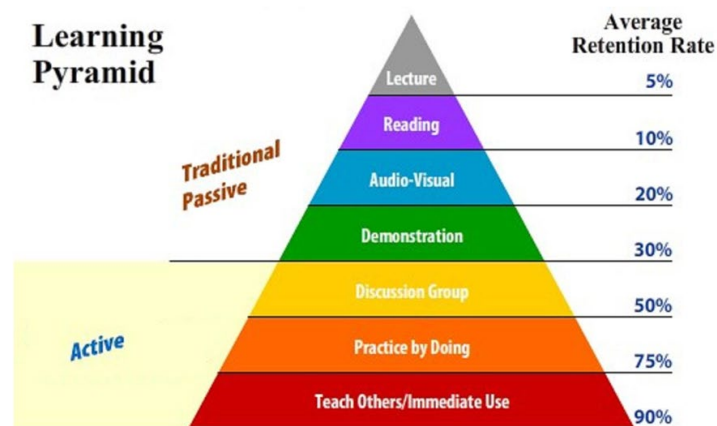 Learning
Pyramid
Average
Retention Rate
Lecture
5%
Reading
10%
Traditional
Passive
Audio-Visual
20%
Demonstration
30%
Discussion Group
50%
Active
Practice by Doing
75%
Teach Others/Immediate Use
90%